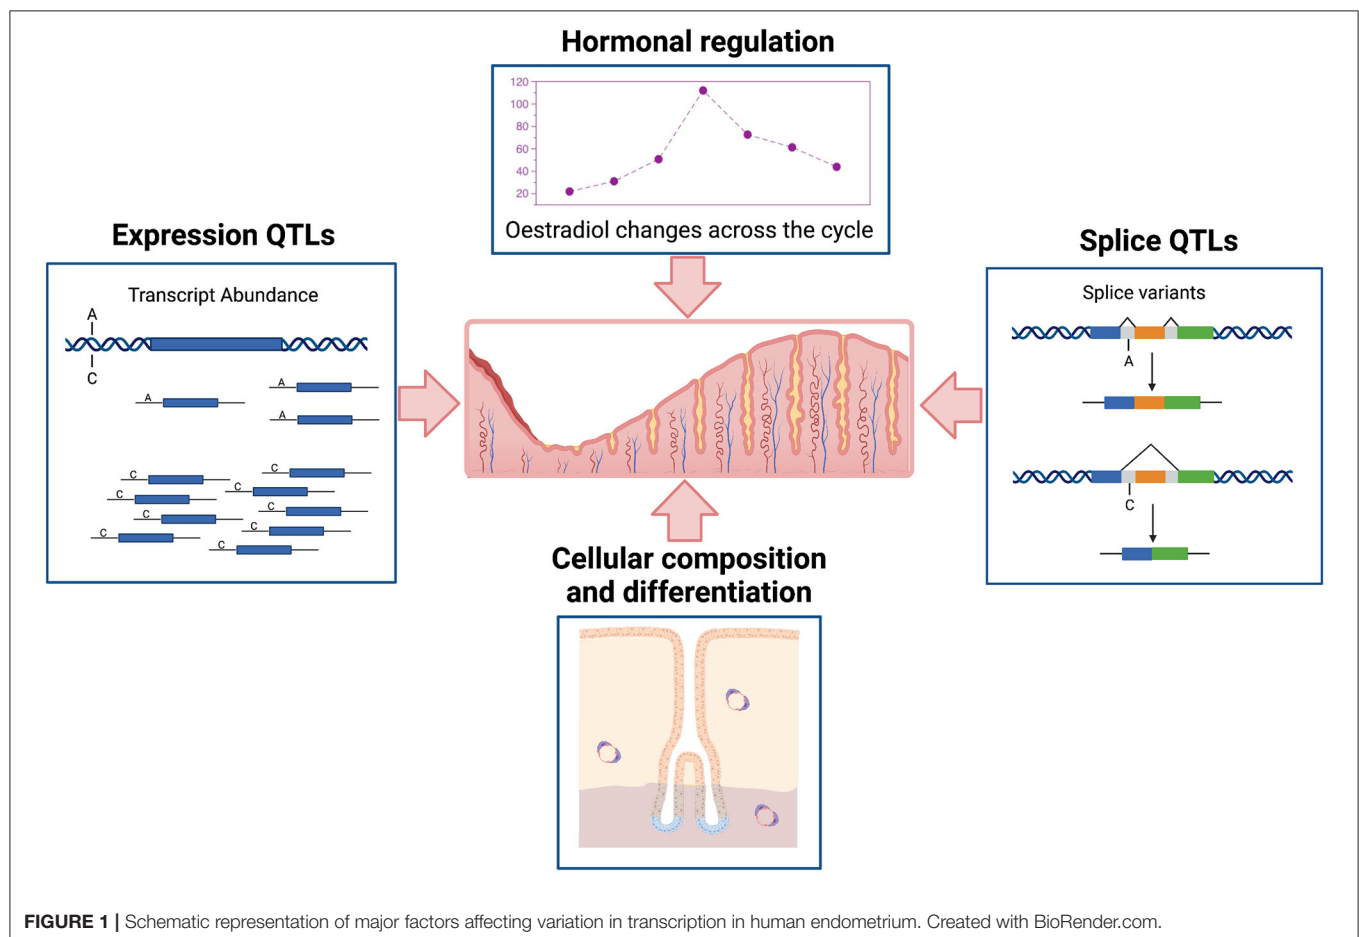 Hormonal regulation
120
100
80
60
40
20
Oestradiol changes across the cycle
Expression QTLs
Transcript Abundance
A
C
A
A
A
C
C
C
C
C
C
C
C
C
C
Splice QTLs
Splice variants
A
C
Cellular composition
and differentiation
FIGURE 1 | Schematic representation of major factors affecting variation in transcription in human endometrium. Created with BioRender.com.